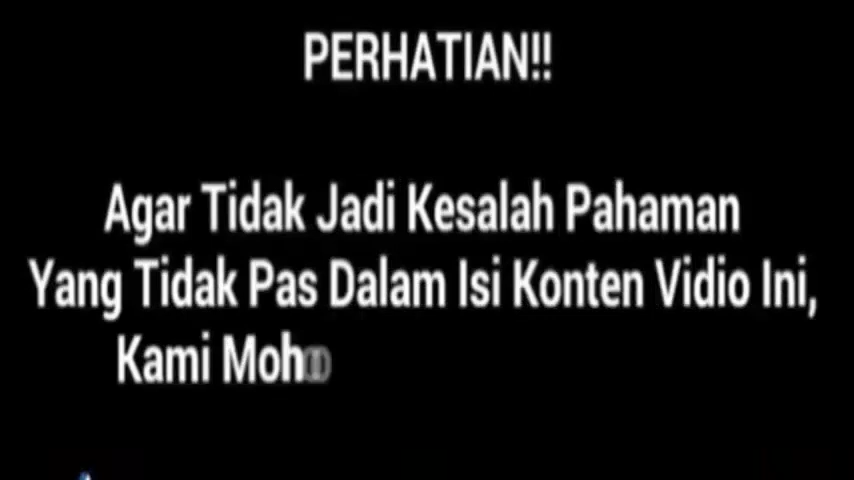 PERHATIAN!!
Agar Tidak Jadi Kesalah Pahaman
Yang Tidak Pas Dalam Isi Konten Vidio Ini,
Kami Moh